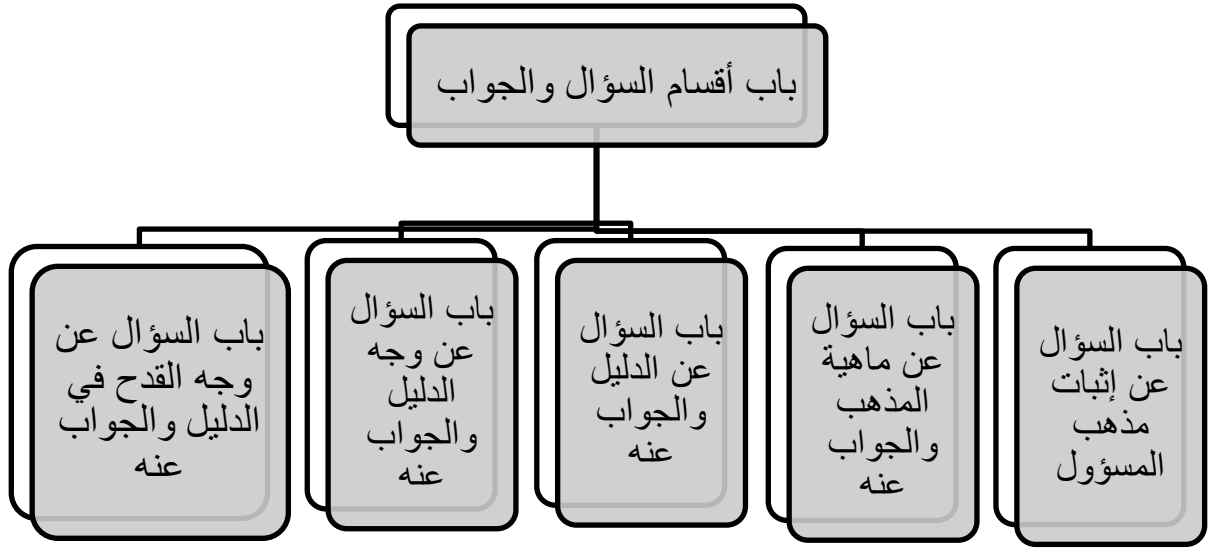 باب أقسام السؤال والجواب
باب السؤال
عن إثبات
مذهب
المسؤول
باب السؤال
عن ماهية
المذهب
والجواب
عنه
باب السؤال
عن الدليل
والجواب
عنه
باب السؤال
عن وجه
الدليل
والجواب
عنه
باب السؤال عن
وجه القدح في
الدليل والجواب
عنه